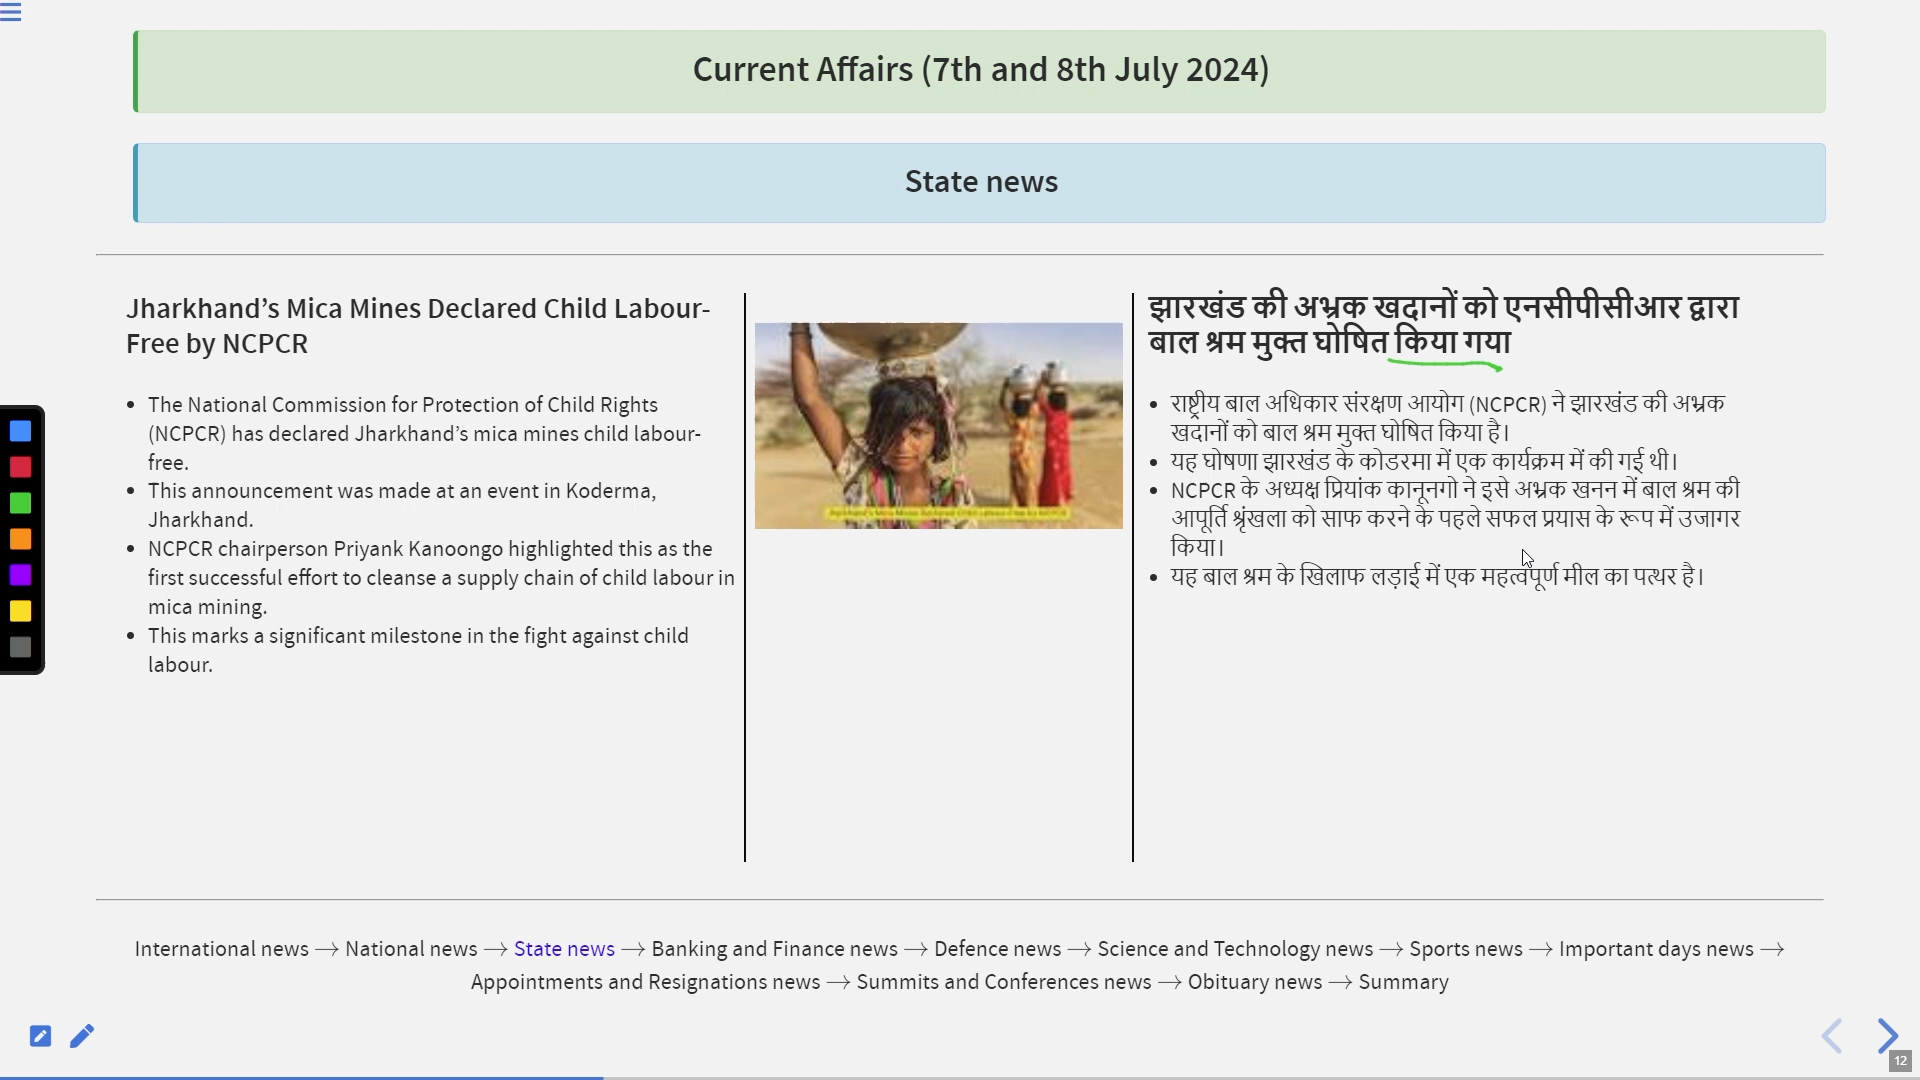 Current Affairs (7th and 8th July 2024)
State news
Jharkhand’s Mica Mines Declared Child Labour-
Free by NCPCR
• The National Commission for Protection of Child Rights
(NCPCR) has declared Jharkhand’s mica mines child labour-
free.
• This announcement was made at an event in Koderma,
Jharkhand.
• NCPCR chairperson Priyank Kanoongo highlighted this as the
first successful effort to cleanse a supply chain of child labour in
mica mining.
• This marks a significant milestone in the fight against child
labour.
झारखंड की अभ्रक खदानों को एनसीपीसीआर द्वारा
बाल श्रम मुक्त घोषित किया गया
• राष्ट्रीय बाल अधिकार संरक्षण आयोग (NCPCR) ने झारखंड की अभ्रक
खदानों को बाल श्रम मुक्त घोषित किया है।
• यह घोषणा झारखंड के कोडरमा में एक कार्यक्रम में की गई थी।
• NCPCR के अध्यक्ष प्रियांक कानूनगो ने इसे अभ्रक खनन में बाल श्रम की
आपूर्ति श्रृंखला को साफ करने के पहले सफल प्रयास के रूप में उजागर
किया।
• यह बाल श्रम के खिलाफ लड़ाई में एक महत्वपूर्ण मील का पत्थर है।
International news → National news → State news → Banking and Finance news → Defence news → Science and Technology news → Sports news → Important days news →
Appointments and Resignations news → Summits and Conferences news → Obituary news → Summary
12